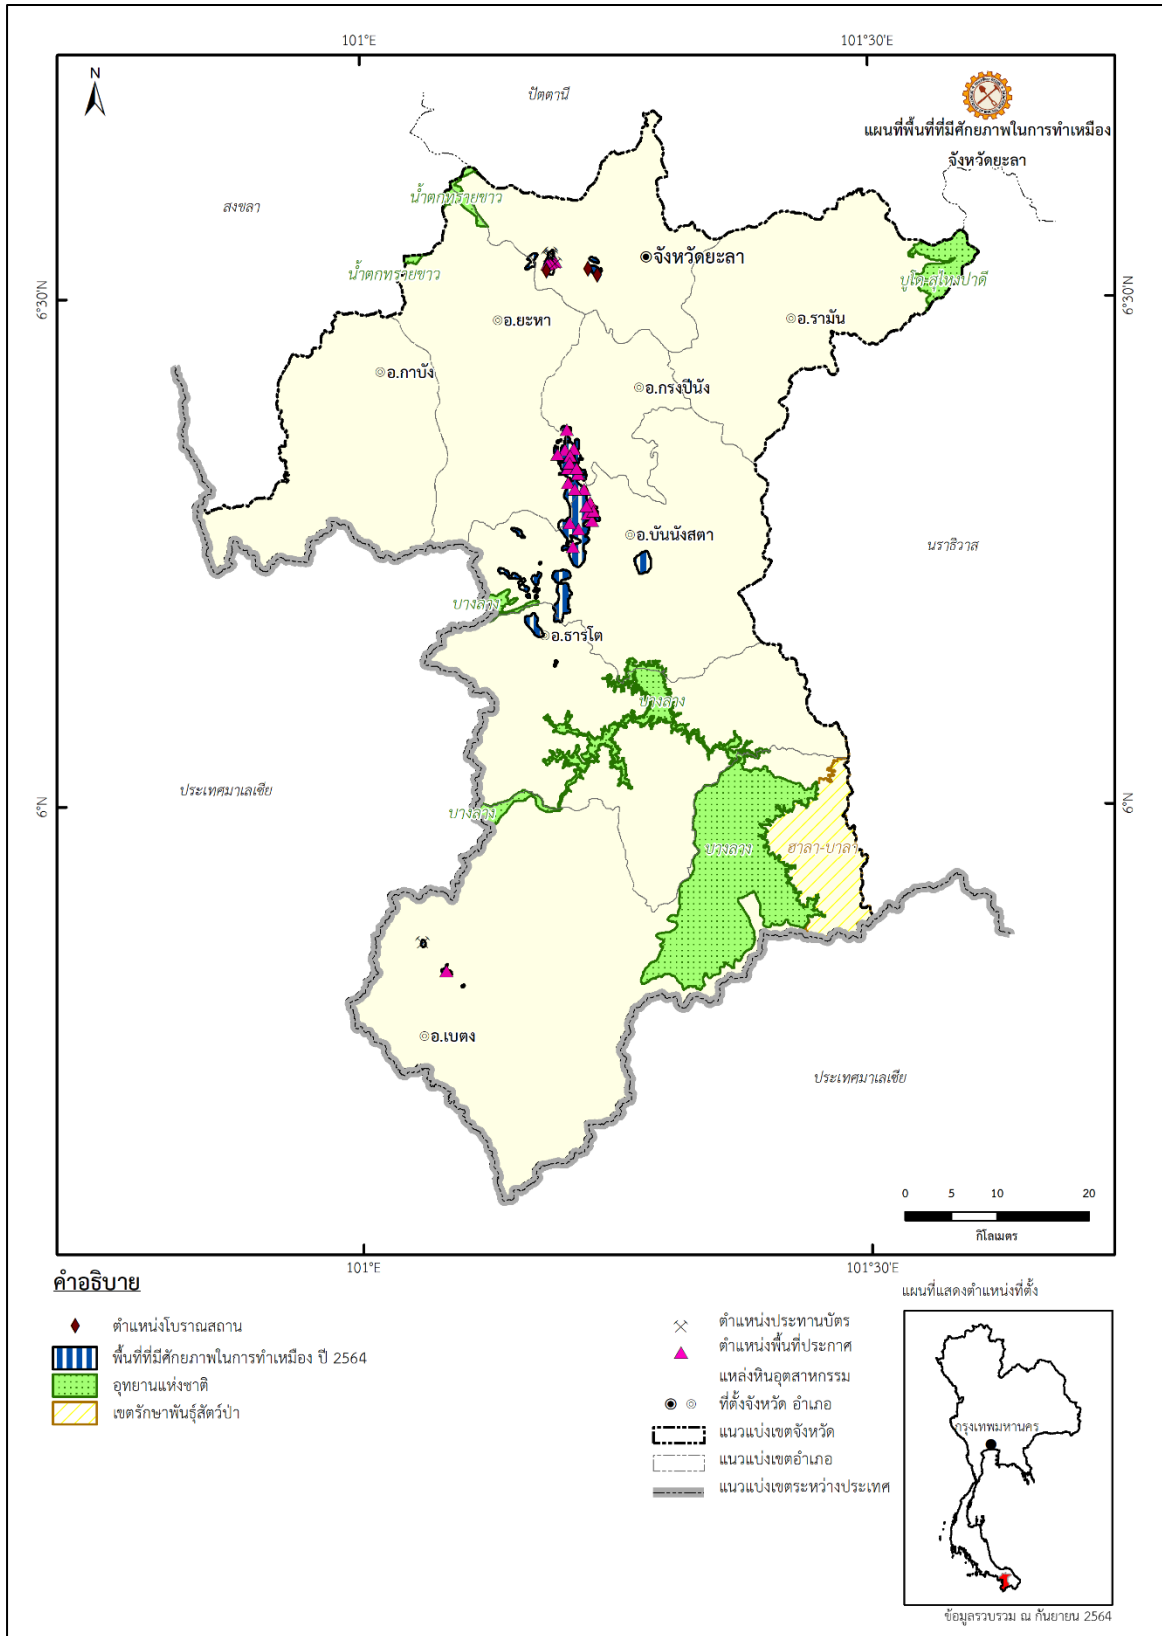 101°E
101°30'E
N
ปัตตานี
แผนที่พื้นที่ที่มีศักยภาพในการทำเหมือง
จังหวัดยะลา
น้ำตกทรายขาว
สงขลา
จังหวัดยะลา
น้ำตกทรายขาว
บูโด-สุไหงปาดี
6°30'N
6°30'N
อ.ยะหา
อ.รามัน
อ.กาบัง
อ.กรงปินัง
อ.บันนังสตา
นราธิวาส
บางลาง
อ.ธารโต
บางลาง
ประเทศมาเลเซีย
6°N
6°N
บางลาง
บางลาง
ฮาลา-บาลา
อ.เบตง
ประเทศมาเลเซีย
0 5 10 20
กิโลเมตร
101°E
101°30'E
คำอธิบาย
ตำแหน่งโบราณสถาน
พื้นที่ที่มีศักยภาพในการทำเหมือง ปี 2564
อุทยานแห่งชาติ
เขตรักษาพันธุ์สัตว์ป่า
ตำแหน่งประทานบัตร
ตำแหน่งพื้นที่ประกาศ
แหล่งหินอุตสาหกรรม
ที่ตั้งจังหวัด อำเภอ
แนวแบ่งเขตจังหวัด
แนวแบ่งเขตอำเภอ
แนวแบ่งเขตระหว่างประเทศ
แผนที่แสดงตำแหน่งที่ตั้ง
กรุงเทพมหานคร
ข้อมูลรวบรวม ณ กันยายน 2564